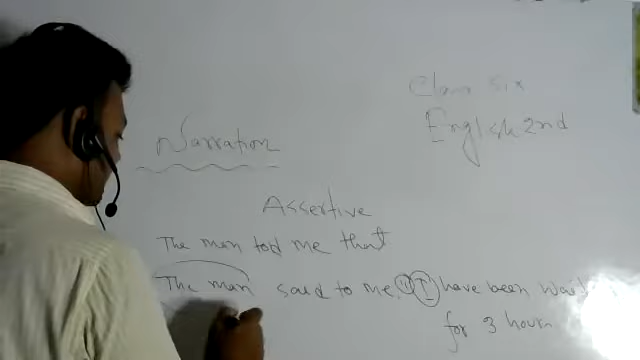 Class Six
English 2nd
Narration
Assertive
The man told me that
The man said to me, "I have been
for 3 hours